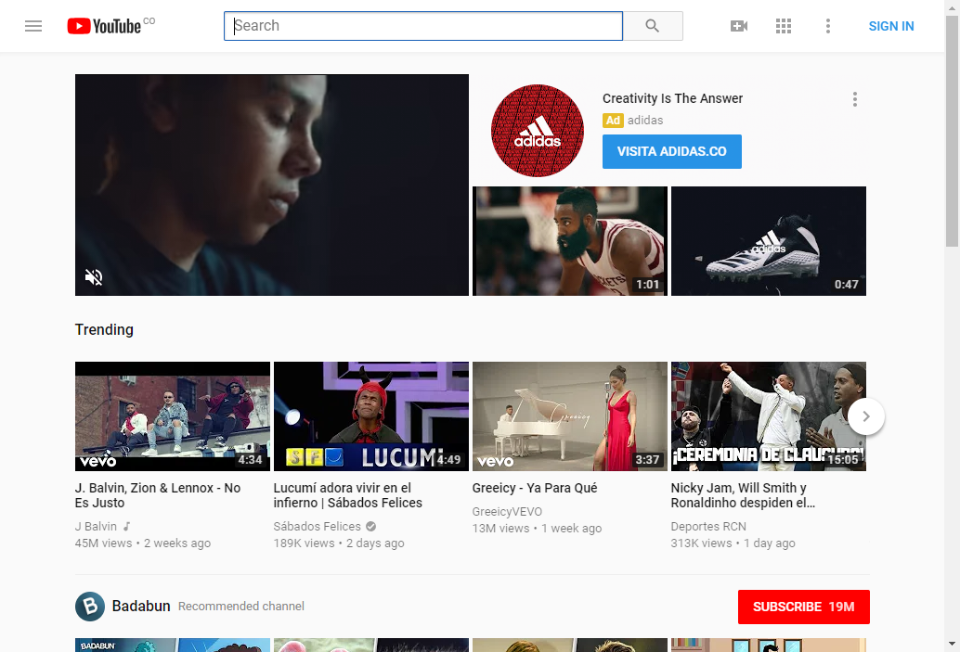 YouTube CO
Search
SIGN IN
adidas
Creativity Is The Answer
Ad adidas
VISITA ADIDAS.CO
1:01
adidas
0:47
Trending
vevo
4:34
SF
LUCUMÍ
4:49
Greeicy
vevo
3:37
¡CEREMONIA DE CLAUSURA!
15:05
J. Balvin, Zion & Lennox - No
Es Justo
J Balvin
45M views • 2 weeks ago
Lucumí adora vivir en el
infierno | Sábados Felices
Sábados Felices
189K views • 2 days ago
Greeicy - Ya Para Qué
GreeicyVEVO
13M views • 1 week ago
Nicky Jam, Will Smith y
Ronaldinho despiden el...
Deportes RCN
313K views • 1 day ago
B
Badabun Recommended channel
SUBSCRIBE 19M
BADABUN